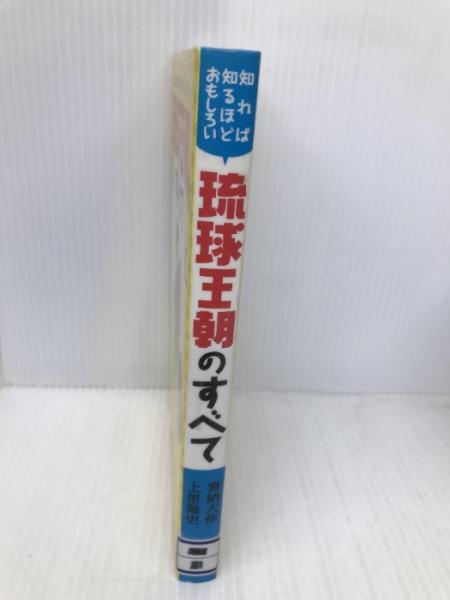 知れば
知るほど
おもしろい
琉球王朝のすべて
喜納大作
上里隆史